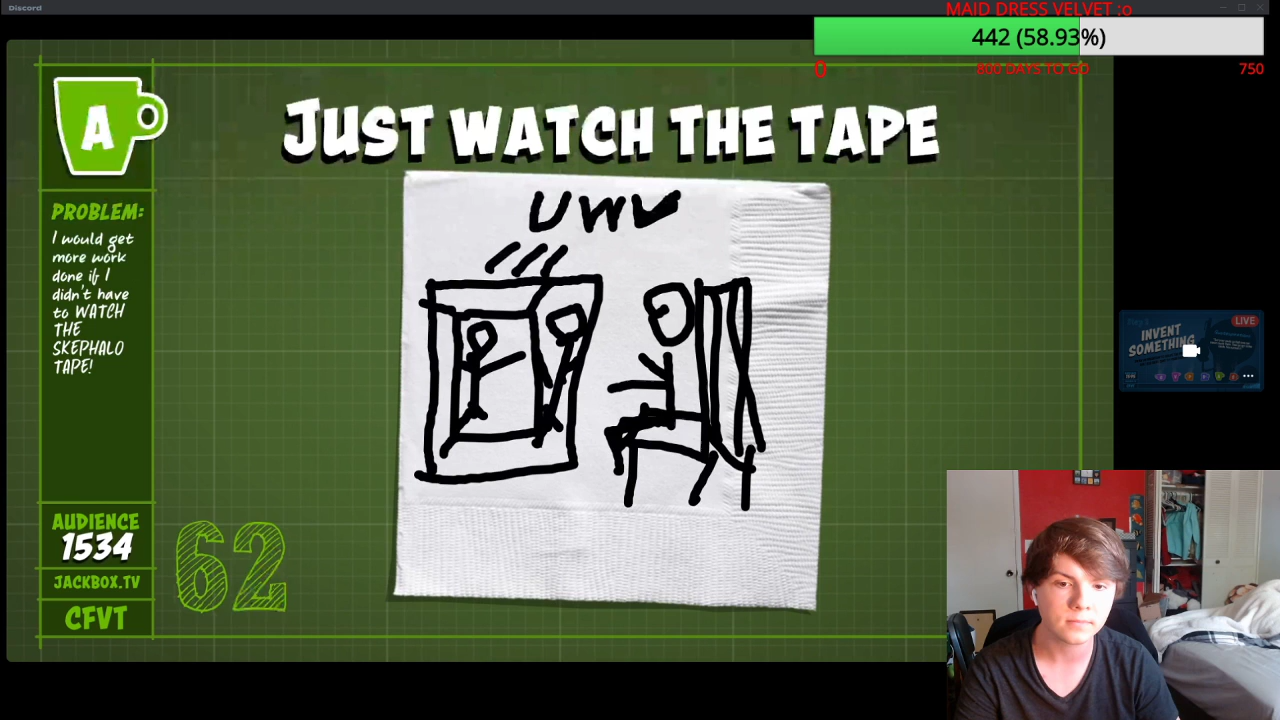 Discord
MAID DRESS VELVET :o
442 (58.93%)
0
800 DAYS TO GO
750
A
JUST WATCH THE TAPE
PROBLEM:
I would get
more work
done if I
didn't have
to WATCH
THE
SKEPHALO
TAPE!
UWU
LIVE
INVENT
SOMETHING
AUDIENCE
1534
JACKBOX.TV
CFVT
62